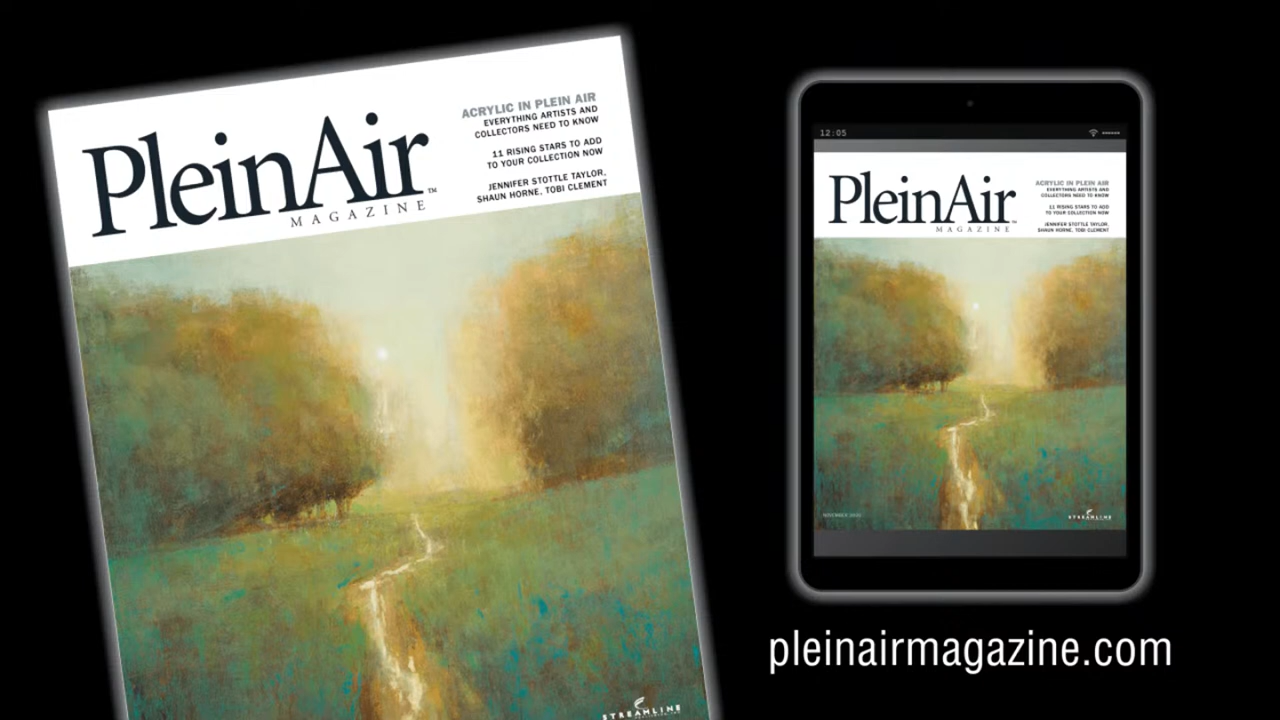 PleinAir™
MAGAZINE
ACRYLIC IN PLEIN AIR
EVERYTHING ARTISTS AND
COLLECTORS NEED TO KNOW
11 RISING STARS TO ADD
TO YOUR COLLECTION NOW
JENNIFER STOTTLE TAYLOR,
SHAUN HORNE, TOBI CLEMENT
STREAMLINE
12:05
PleinAir™
MAGAZINE
ACRYLIC IN PLEIN AIR
EVERYTHING ARTISTS AND
COLLECTORS NEED TO KNOW
11 RISING STARS TO ADD
TO YOUR COLLECTION NOW
JENNIFER STOTTLE TAYLOR,
SHAUN HORNE, TOBI CLEMENT
STREAMLINE
pleinairmagazine.com